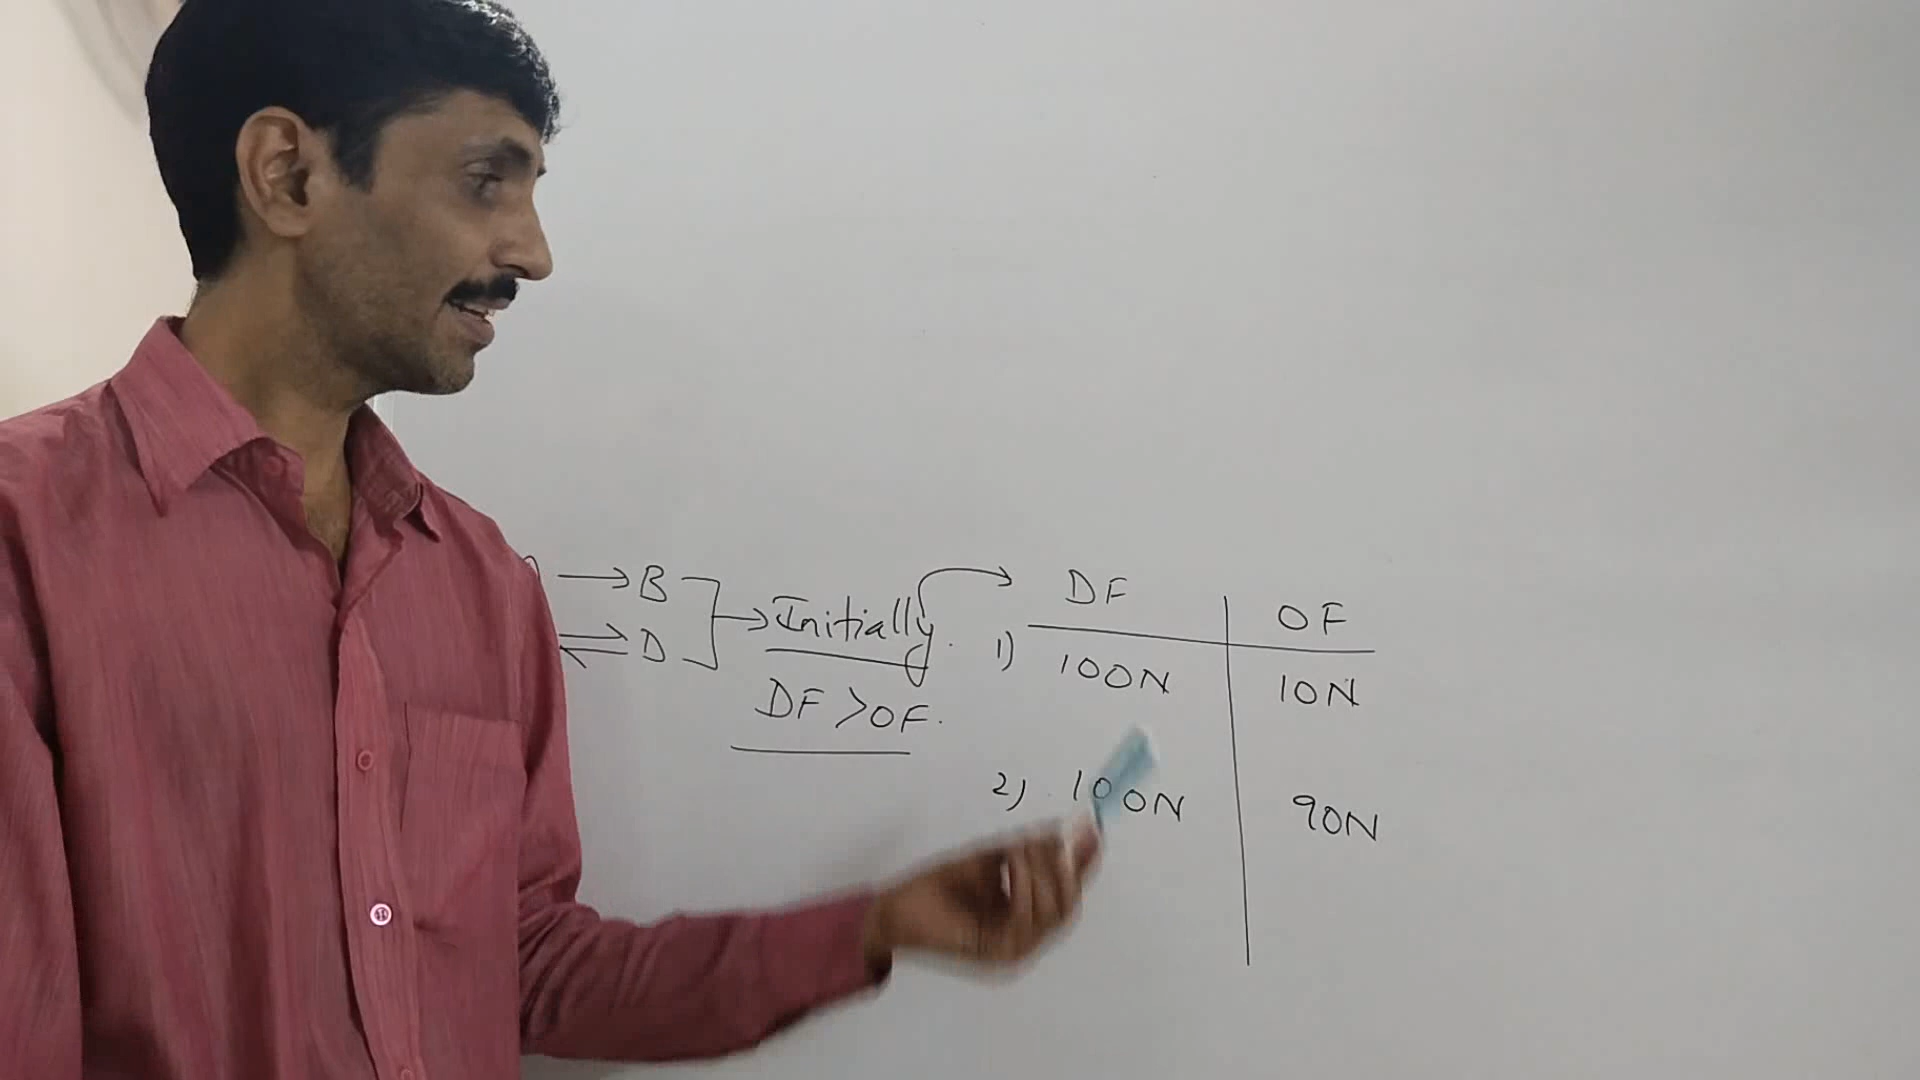 → B
⇌ D
→ Initially. →
DF > OF.
DF | OF
1) 100N | 10N
2) 100N | 90N